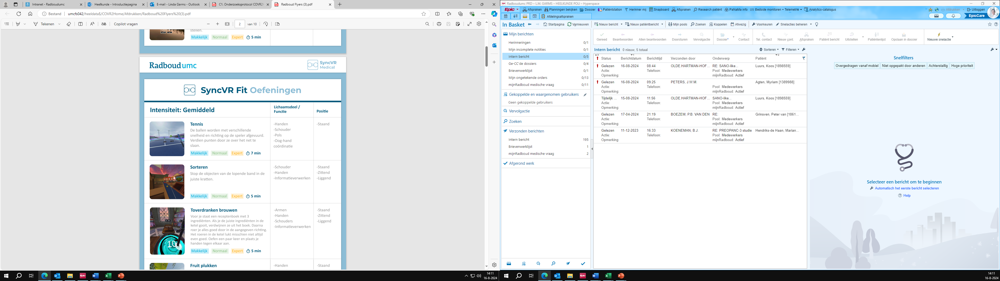 Intranet - Radboudumc
Heelkunde - Introductiepagina
E-mail - Linda Garms - Outlook
C1. Onderzoeksprotocol COVR2H
Radboud Flyers (3).pdf
Bestand
umcfs042/heeldata$/COVR2Home/Afdrukken/Radboud%20Flyers%20(3).pdf
Tekenen
Copilot vragen
2 van 10
stellen.
Makkelijk Normaal Expert 5 min
Radboudumc
SyncVR
Medical
SyncVR Fit Oefeningen
Intensiteit: Gemiddeld
Lichaamsdeel /
Functie
Positie
Tennis
De ballen worden met verschillende
snelheid en richting op de speler afgevuurd.
Verdien punten door ze over het net te
slaan.
Makkelijk Normaal Expert 7 min
-Handen
-Schouder
-Pols
-Oog-hand
coördinatie
-Staand
Sorteren
Stop de objecten van de lopende band in de
juiste kratten.
Makkelijk Normaal Expert 5 min
-Schouder
-Handen
-Informatieverwerken
-Staand
-Zittend
-Liggend
Toverdranken brouwen
Voor je staat een receptenboek met 3
ingrediënten. Als je de juiste ingrediënten in de
ketel gooit, verdwijnen ze uit het boek. Daarna
roer je alles goed door in de aangegeven richting.
Het roeren in de ketel lukt misschien niet altijd
even goed. Oefen een paar keer en plaats je
handen tegen elkaar aan.
10
Makkelijk Normaal Expert 5 min
-Armen
-Handen
-Schouders
-Informatieverwerken
-Staand
-Zittend
-Liggend
Fruit plukken
-Handen
-Staand
14:11
16-8-2024
Radboudumc PRD – L.M. GARMS – HEELKUNDE POLI – Hyperspace
Epic Afspraken Planningen bekijken Dossier Patiëntstation Herinner mij Snapboard Afspraken Research patiënt PaNaMa info Bedside monitoren + Telemetrie Analytics-catalogus Afdrukken Uitloggen
Afdelingsafspraken
EpicCare
In Basket Startpagina Vernieuwen Nieuw bericht Nieuw patiëntbericht Mijn pools Zoeken Koppelen Afwezig Voorkeuren Snelacties beheren
Mijn berichten
Herinneringen 0/1
Mijn incomplete notities 0/1
Intern bericht 0/5
Ge-CC'de dossiers 0/4
Brievenwerklijst 0/1
Mijn ongetekende orders 0/13
mijnRadboud medische vraag 0/11
Gekoppelde en waargenomen gebruikers
Geen gekoppelde gebruikers
Vervolgactie
Zoeken
Verzonden berichten
Intern bericht 195
Brievenwerklijst 1
mijnRadboud medische vraag 2
Afgerond werk
Gereed Beantwoorden Allen beantwoorden Doorsturen Vervolgactie Dossier* Contact Tel. contact Nieuw cont. Afspraken Patiënt bericht Uitstellen Patiëntenlijst Opslaan in dossier Nieuwe snelactie
Intern bericht 0 nieuw, 5 totaal Sorteren Filteren
Status Berichtdatum Berichttijd Verzonden door Onderwerp Patiënt
Gelezen 16-08-2024 08:44 OLDE.HARTMAN-HOF... RE: SANO-like... Luurs, Koos [1898559]
Actie: Telefoon: Pool: Medewerkers
Opmerking: mijnRadboud: Actief
Gelezen 16-08-2024 09:25 PETERS, J.W.M. Agten, Myriam [1389988]
Actie: Telefoon: Pool: Medewerkers
Opmerking: mijnRadboud: Actief
Tijdelijk ... 15-08-2024 11:56 OLDE.HARTMAN-HOF... SANO-like... Luurs, Koos [1898559]
Actie: Telefoon: Pool: Medewerkers
Opmerking: mijnRadboud: Actief
Gelezen 17-04-2024 21:19 BOEZEM, P.B. VAN DEN RE: Grinsven, Peter van [1861...
Actie: Telefoon: Pool: Medewerkers
Opmerking: mijnRadboud: Actief
Gelezen 11-12-2023 16:33 KOENEMAN, B.J. RE: PREOPANC-3 studie Hendriks-de Haan, Marian...
Actie: Telefoon: Pool: Medewerkers
Opmerking: mijnRadboud: Actief
Snelfilters
Overgedragen vanaf mobiel Niet opgepakt door anderen Achterstallig Hoge prioriteit
Selecteer een bericht om te beginnen
Automatisch het eerste bericht selecteren
Help
14:11
16-8-2024